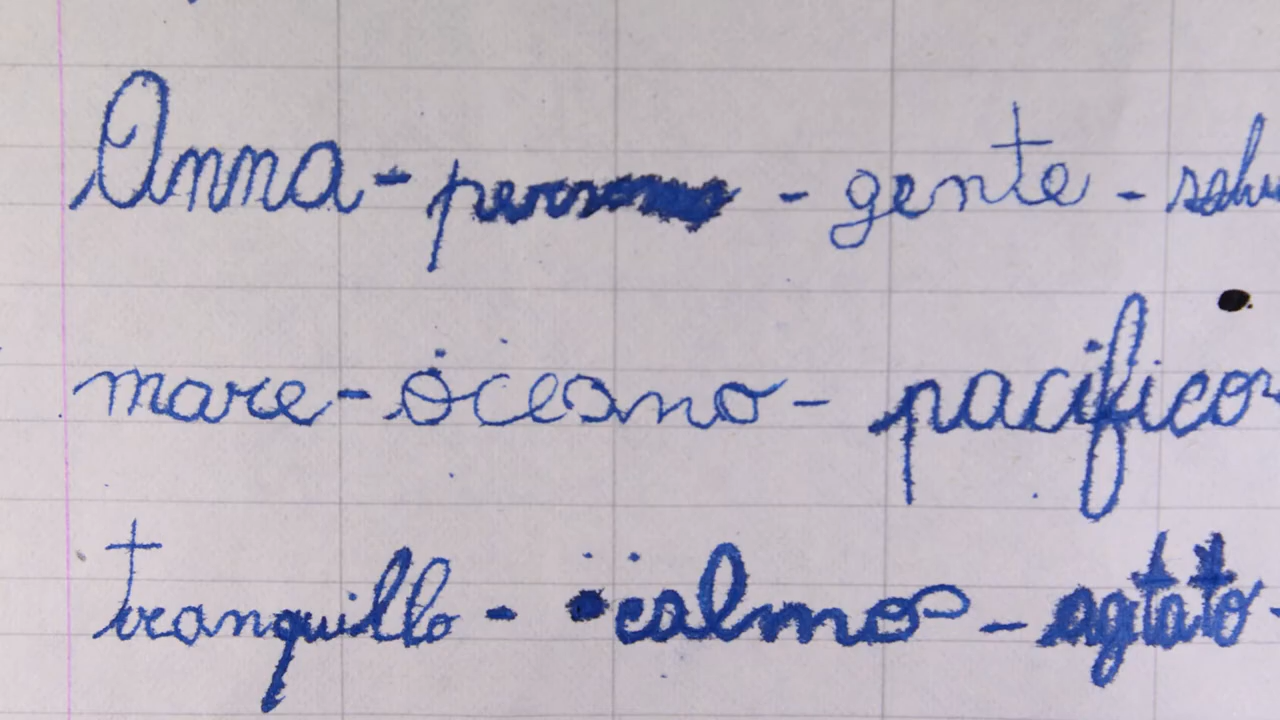 Anna - - gente -
mare - oceano - pacifico
tranquillo - calmo - agitato -